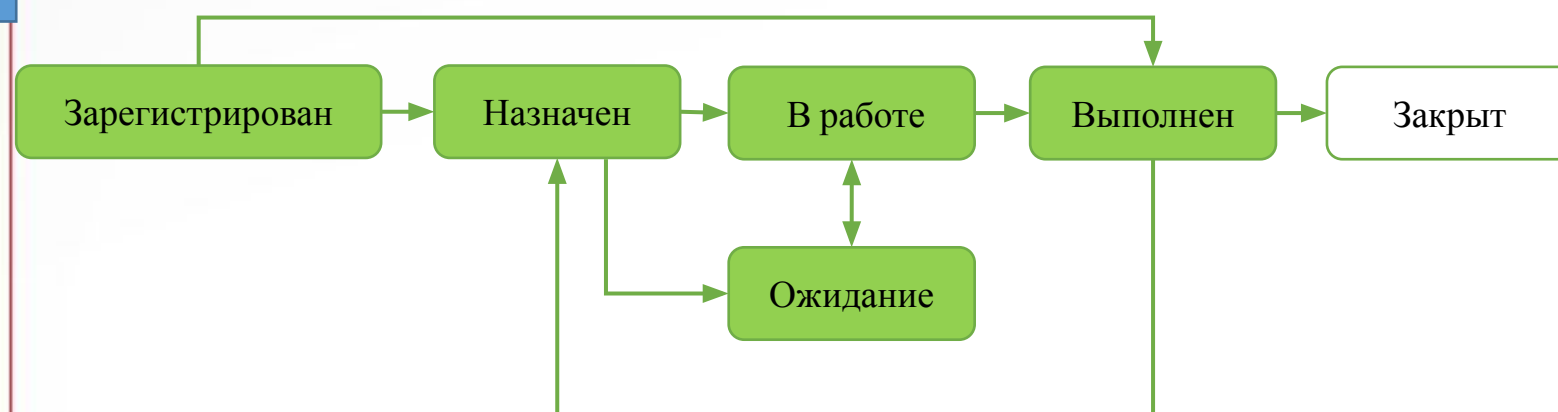 Зарегистрирован
Назначен
В работе
Выполнен
Закрыт
Ожидание